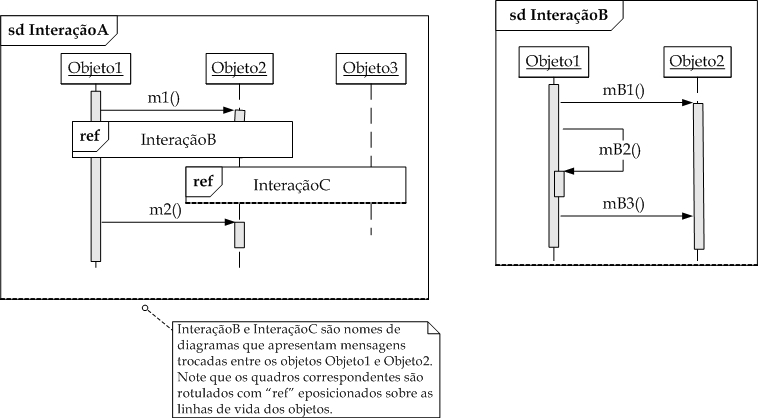 sd InteraçãoA
Objeto1
Objeto2
Objeto3
m1()
ref
InteraçãoB
ref
InteraçãoC
m2()
InteraçãoB e InteraçãoC são nomes de
diagramas que apresentam mensagens
trocadas entre os objetos Objeto1 e Objeto2.
Note que os quadros correspondentes são
rotulados com “ref” eposicionados sobre as
linhas de vida dos objetos.
sd InteraçãoB
Objeto1
Objeto2
mB1()
mB2()
mB3()